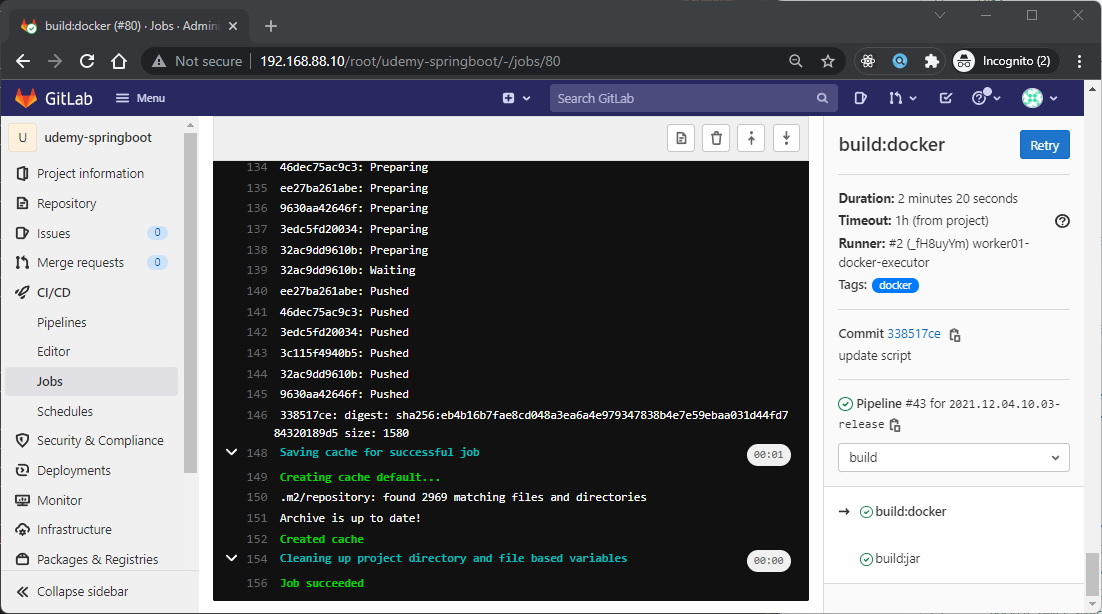 build:docker (#80) · Jobs · Admin
Not secure
192.168.88.10/root/udemy-springboot/-/jobs/80
Incognito (2)
GitLab
Menu
Search GitLab
U
udemy-springboot
Project information
Repository
Issues 0
Merge requests 0
CI/CD
Pipelines
Editor
Jobs
Schedules
Security & Compliance
Deployments
Monitor
Infrastructure
Packages & Registries
Collapse sidebar
134 46dec75ac9c3: Preparing
135 ee27ba261abe: Preparing
136 9630aa42646f: Preparing
137 3edc5fd20034: Preparing
138 32ac9dd9610b: Preparing
139 32ac9dd9610b: Waiting
140 ee27ba261abe: Pushed
141 46dec75ac9c3: Pushed
142 3edc5fd20034: Pushed
143 3c115f4940b5: Pushed
144 32ac9dd9610b: Pushed
145 9630aa42646f: Pushed
146 338517ce: digest: sha256:eb4b16b7fae8cd048a3ea6a4e979347838b4e7e59ebaa031d44fd7
84320189d5 size: 1580
148 Saving cache for successful job 00:01
149 Creating cache default...
150 .m2/repository: found 2969 matching files and directories
151 Archive is up to date!
152 Created cache
154 Cleaning up project directory and file based variables 00:00
156 Job succeeded
build:docker
Retry
Duration: 2 minutes 20 seconds
Timeout: 1h (from project)
Runner: #2 (_fH8uyYm) worker01-
docker-executor
Tags: docker
Commit 338517ce
update script
Pipeline #43 for 2021.12.04.10.03-
release
build
→ build:docker
build:jar